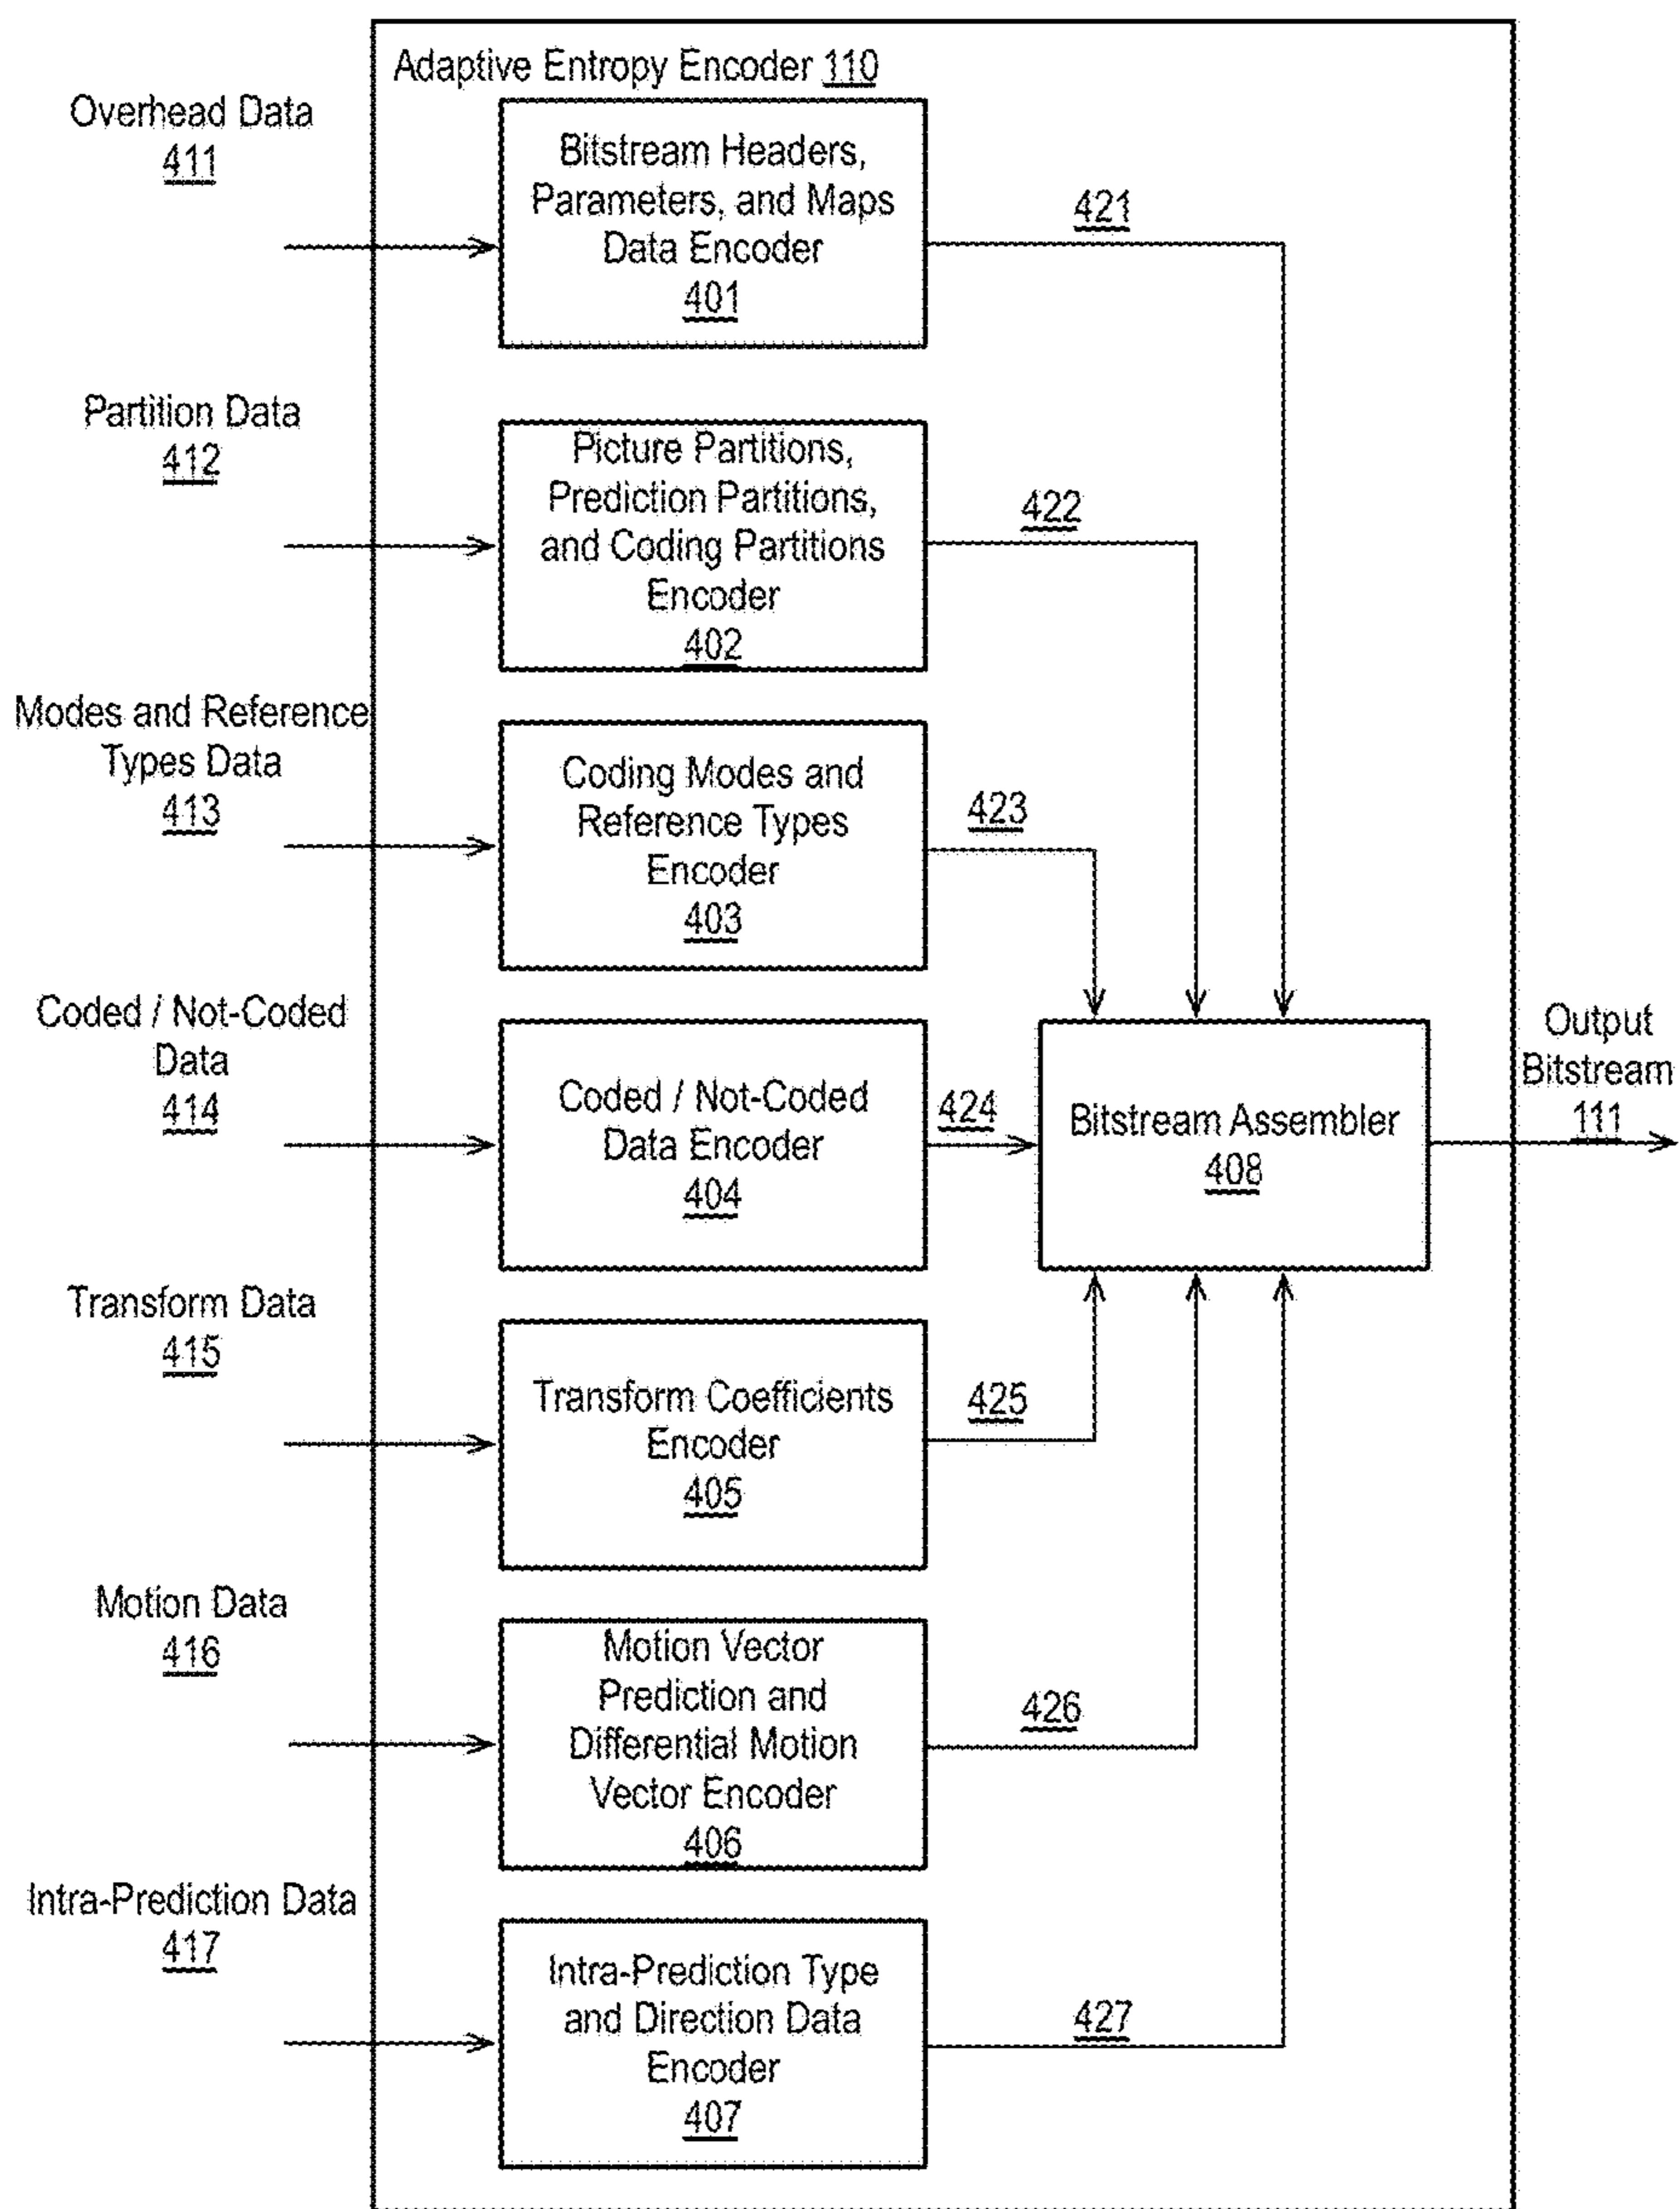 Adaptive Entropy Encoder 110
Overhead Data
411
Bitstream Headers,
Parameters, and Maps
Data Encoder
401
421
Partition Data
412
Picture Partitions,
Prediction Partitions,
and Coding Partitions
Encoder
402
422
Modes and Reference
Types Data
413
Coding Modes and
Reference Types
Encoder
403
423
Coded / Not-Coded
Data
414
Coded / Not-Coded
Data Encoder
404
424
Bitstream Assembler
408
Output
Bitstream
111
Transform Data
415
Transform Coefficients
Encoder
405
425
Motion Data
416
Motion Vector
Prediction and
Differential Motion
Vector Encoder
406
426
Intra-Prediction Data
417
Intra-Prediction Type
and Direction Data
Encoder
407
427